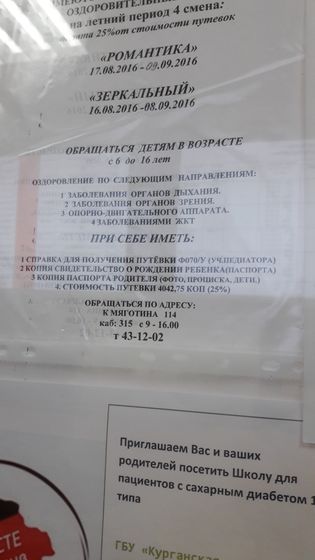 ОЗДОРОВИТЕЛЬНЫ
на летний период 4 смена:
25%от стоимости путевок
«РОМАНТИКА»
17.08.2016 -09.09.2016
«ЗЕРКАЛЬНЫЙ»
16.08.2016 -08.09.2016
ОБРАЩАТЬСЯ ДЕТЯМ В ВОЗРАСТЕ
с 6 до 16 лет
ОЗДОРОВЛЕНИЕ ПО СЛЕДУЮЩИМ НАПРАВЛЕНИЯМ:
1 ЗАБОЛЕВАНИЯ ОРГАНОВ ДЫХАНИЯ.
2 ЗАБОЛЕВАНИЯ ОРГАНОВ ЗРЕНИЯ.
3 ОПОРНО-ДВИГАТЕЛЬНОГО АППАРАТА.
4 ЗАБОЛЕВАНИЯМИ ЖКТ
ПРИ СЕБЕ ИМЕТЬ:
1 СПРАВКА ДЛЯ ПОЛУЧЕНИЯ ПУТЁВКИ Ф070/У (УЧ.ПЕДИАТОРА)
2 КОПИЯ СВИДЕТЕЛЬСТВО О РОЖДЕНИИ РЕБЕНКА(ПАСПОРТА)
3 КОПИЯ ПАСПОРТА РОДИТЕЛЯ (ФОТО, ПРОЦИСКА, ДЕТИ,)
4. СТОИМОСТЬ ПУТЕВКИ 4042,75 КОП (25%)
ОБРАЩАТЬСЯ ПО АДРЕСУ:
К МЯГОТИНА 114
каб: 315 с 9 - 16.00
т 43-12-02
Приглашаем Вас и ваших
родителей посетить Школу для
пациентов с сахарным диабетом 1
типа
ГБУ «Курганская